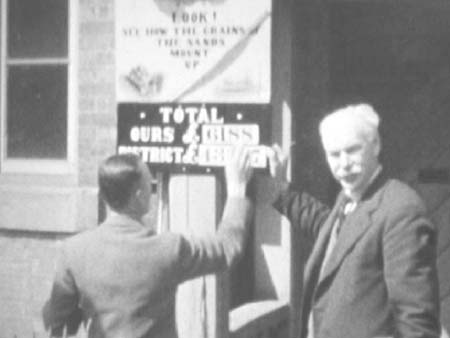 LOOK!
SEE HOW THE GRAINS OF
THE SANDS
MOUNT
UP
• TOTAL •
OURS £
DISTRICT £